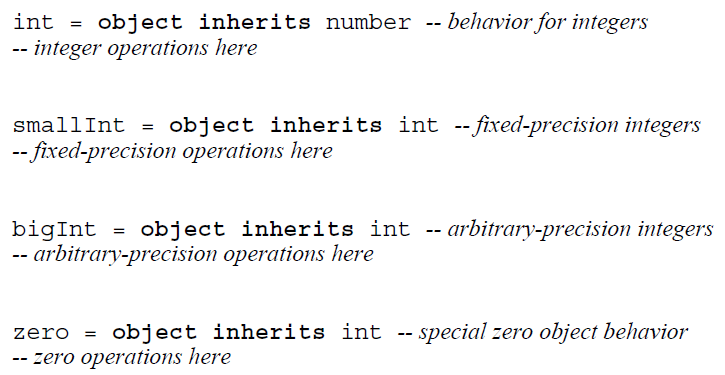 int = object inherits number -- behavior for integers
-- integer operations here
smallInt = object inherits int -- fixed-precision integers
-- fixed-precision operations here
bigInt = object inherits int -- arbitrary-precision integers
-- arbitrary-precision operations here
zero = object inherits int -- special zero object behavior
-- zero operations here